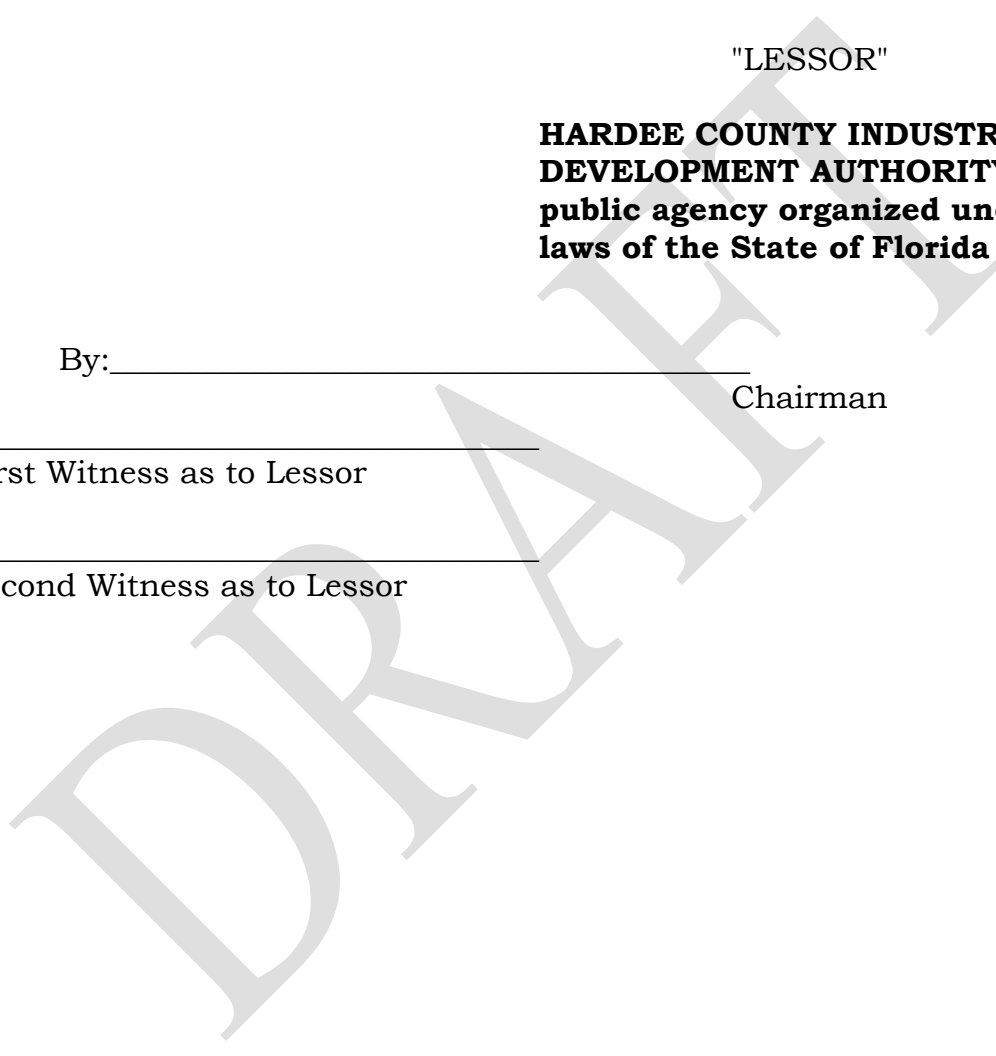 "LESSOR"
HARDEE COUNTY INDUSTR
DEVELOPMENT AUTHORITY
public agency organized un
laws of the State of Florida
By:
Chairman
rst Witness as to Lessor
cond Witness as to Lessor
DRAFT